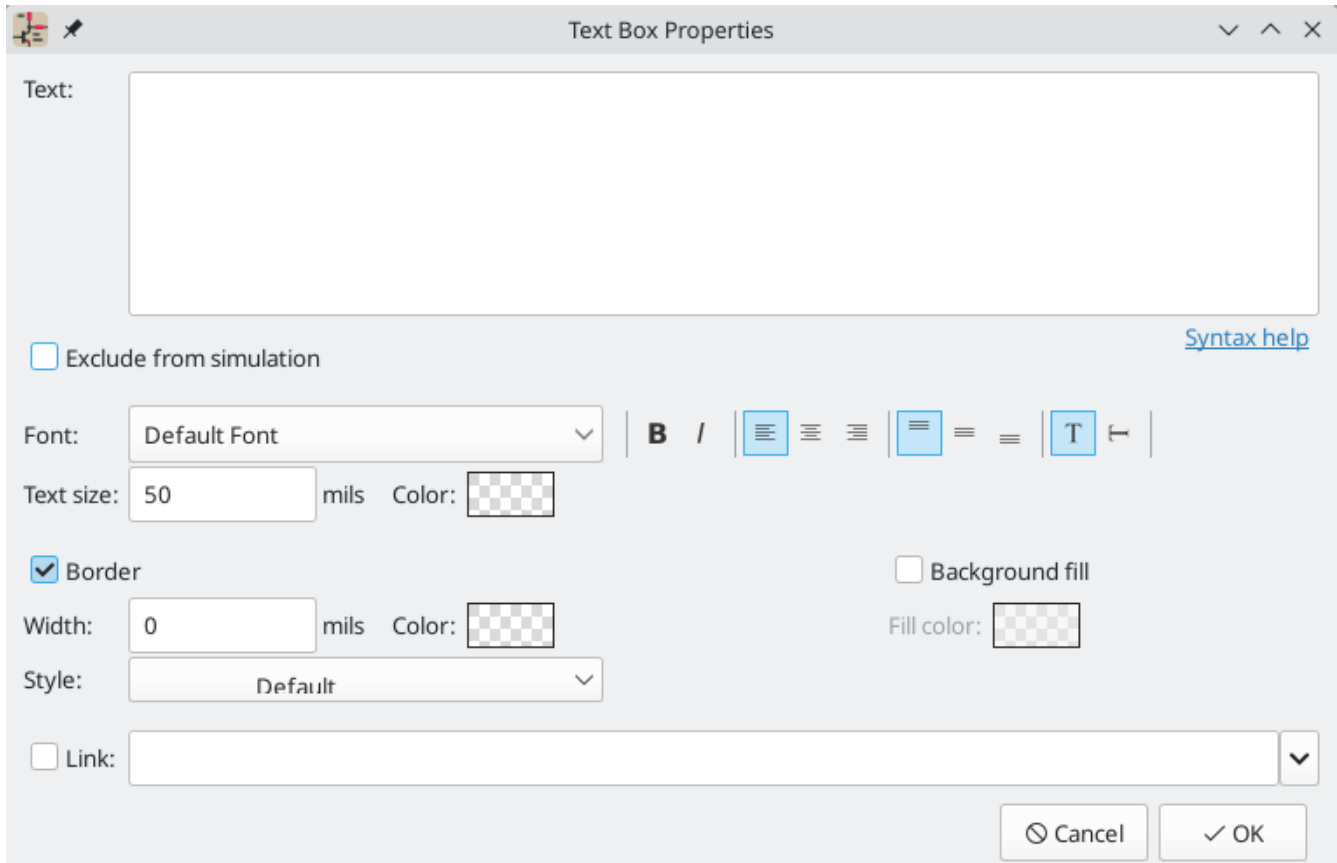 Text Box Properties
Text:
Syntax help
Exclude from simulation
Font: Default Font B I T T
Text size: 50 mils Color:
Border Background fill
Width: 0 mils Color: Fill color:
Style: Default
Link:
Cancel OK